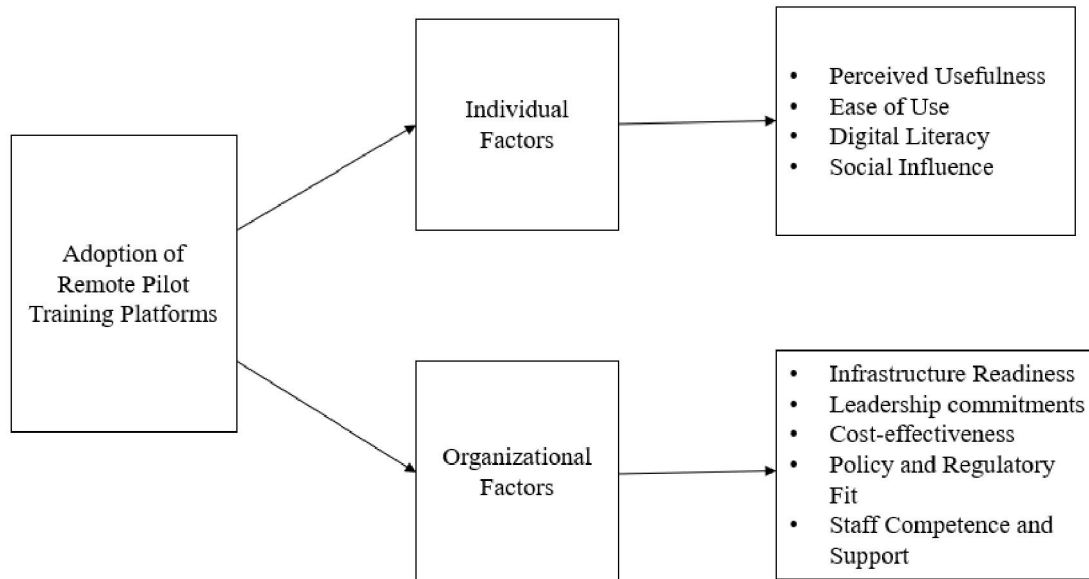 Adoption of
Remote Pilot
Training Platforms
Individual
Factors
• Perceived Usefulness
• Ease of Use
• Digital Literacy
• Social Influence
Organizational
Factors
• Infrastructure Readiness
• Leadership commitments
• Cost-effectiveness
• Policy and Regulatory
Fit
• Staff Competence and
Support